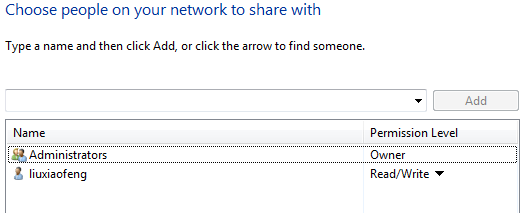 Choose people on your network to share with
Type a name and then click Add, or click the arrow to find someone.
Add
Name Permission Level
Administrators Owner
liuxiaofeng Read/Write